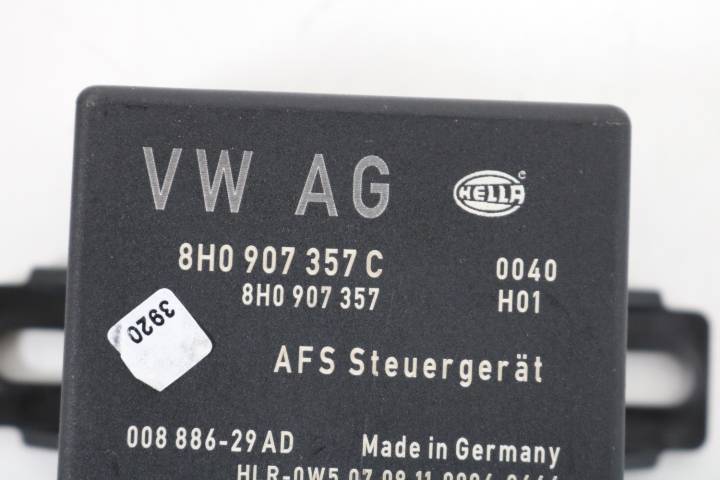 VW AG
HELLA
8H0 907 357 C 0040
8H0 907 357 H01
3920
AFS Steuergerät
008 886-29 AD Made in Germany